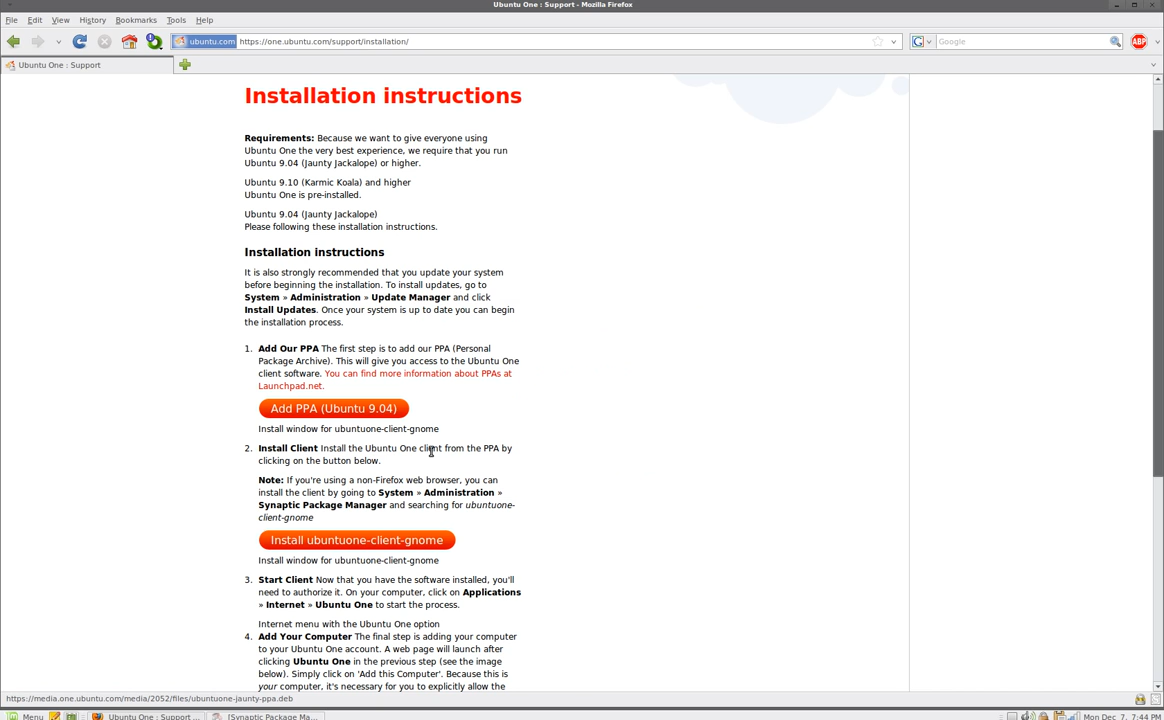 Ubuntu One : Support - Mozilla Firefox
File Edit View History Bookmarks Tools Help
ubuntu.com https://one.ubuntu.com/support/installation/ Google ABP
Ubuntu One : Support
Installation instructions
Requirements: Because we want to give everyone using
Ubuntu One the very best experience, we require that you run
Ubuntu 9.04 (Jaunty Jackalope) or higher.
Ubuntu 9.10 (Karmic Koala) and higher
Ubuntu One is pre-installed.
Ubuntu 9.04 (Jaunty Jackalope)
Please following these installation instructions.
Installation instructions
It is also strongly recommended that you update your system
before beginning the installation. To install updates, go to
System » Administration » Update Manager and click
Install Updates. Once your system is up to date you can begin
the installation process.
1. Add Our PPA The first step is to add our PPA (Personal
Package Archive). This will give you access to the Ubuntu One
client software. You can find more information about PPAs at
Launchpad.net.
Add PPA (Ubuntu 9.04)
Install window for ubuntuone-client-gnome
2. Install Client Install the Ubuntu One client from the PPA by
clicking on the button below.
Note: If you're using a non-Firefox web browser, you can
install the client by going to System » Administration »
Synaptic Package Manager and searching for ubuntuone-
client-gnome
Install ubuntuone-client-gnome
Install window for ubuntuone-client-gnome
3. Start Client Now that you have the software installed, you'll
need to authorize it. On your computer, click on Applications
» Internet » Ubuntu One to start the process.
Internet menu with the Ubuntu One option
4. Add Your Computer The final step is adding your computer
to your Ubuntu One account. A web page will launch after
clicking Ubuntu One in the previous step (see the image
below). Simply click on 'Add this Computer'. Because this is
your computer, it's necessary for you to explicitly allow the
https://media.one.ubuntu.com/media/2052/files/ubuntuone-jaunty-ppa.deb
Menu Ubuntu One : Support ... [Synaptic Package Ma... Mon Dec 7, 7:44 PM